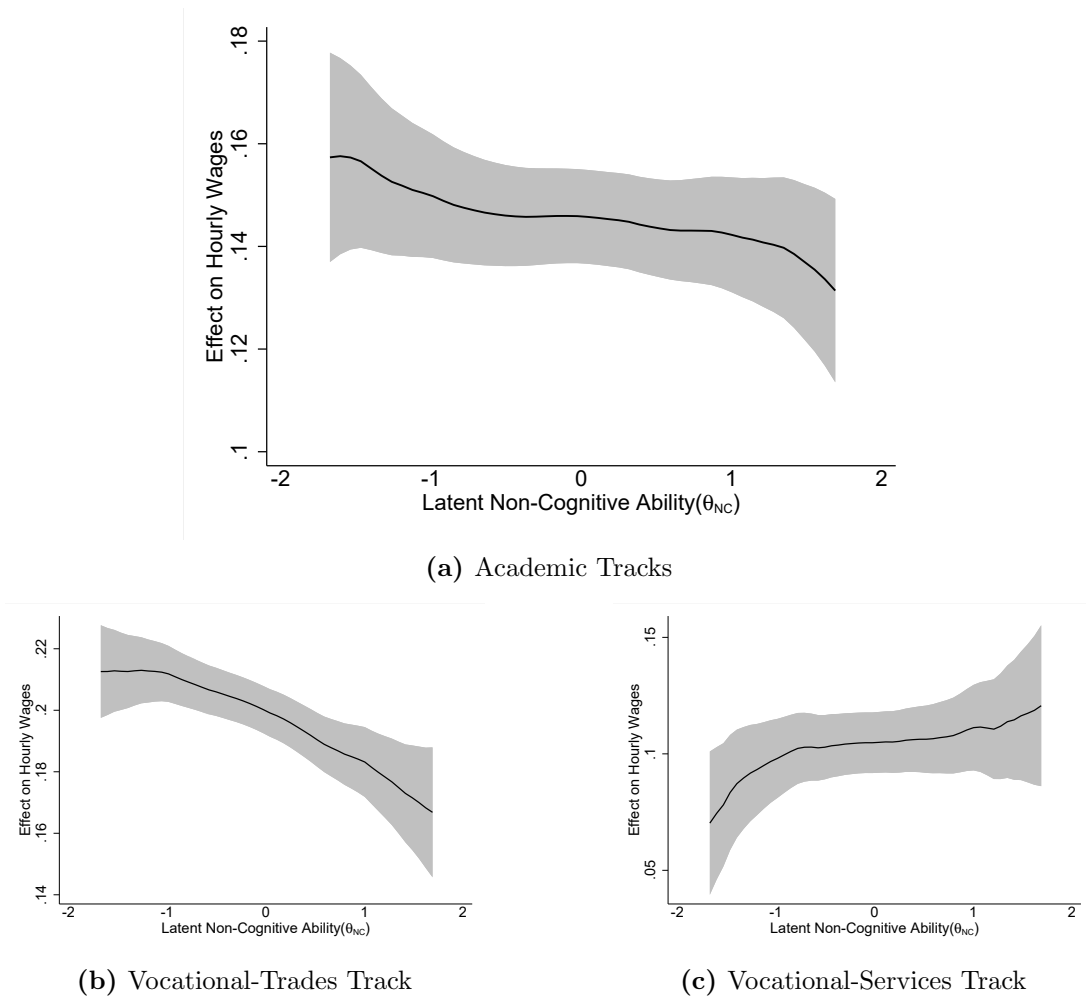 .18
.16
.14
.12
.1
Effect on Hourly Wages
-2 -1 0 1 2
Latent Non-Cognitive Ability(θNC)
(a) Academic Tracks
.22
.2
.18
.16
.14
Effect on Hourly Wages
-2 -1 0 1 2
Latent Non-Cognitive Ability(θNC)
(b) Vocational-Trades Track
.15
.1
.05
Effect on Hourly Wages
-2 -1 0 1 2
Latent Non-Cognitive Ability(θNC)
(c) Vocational-Services Track